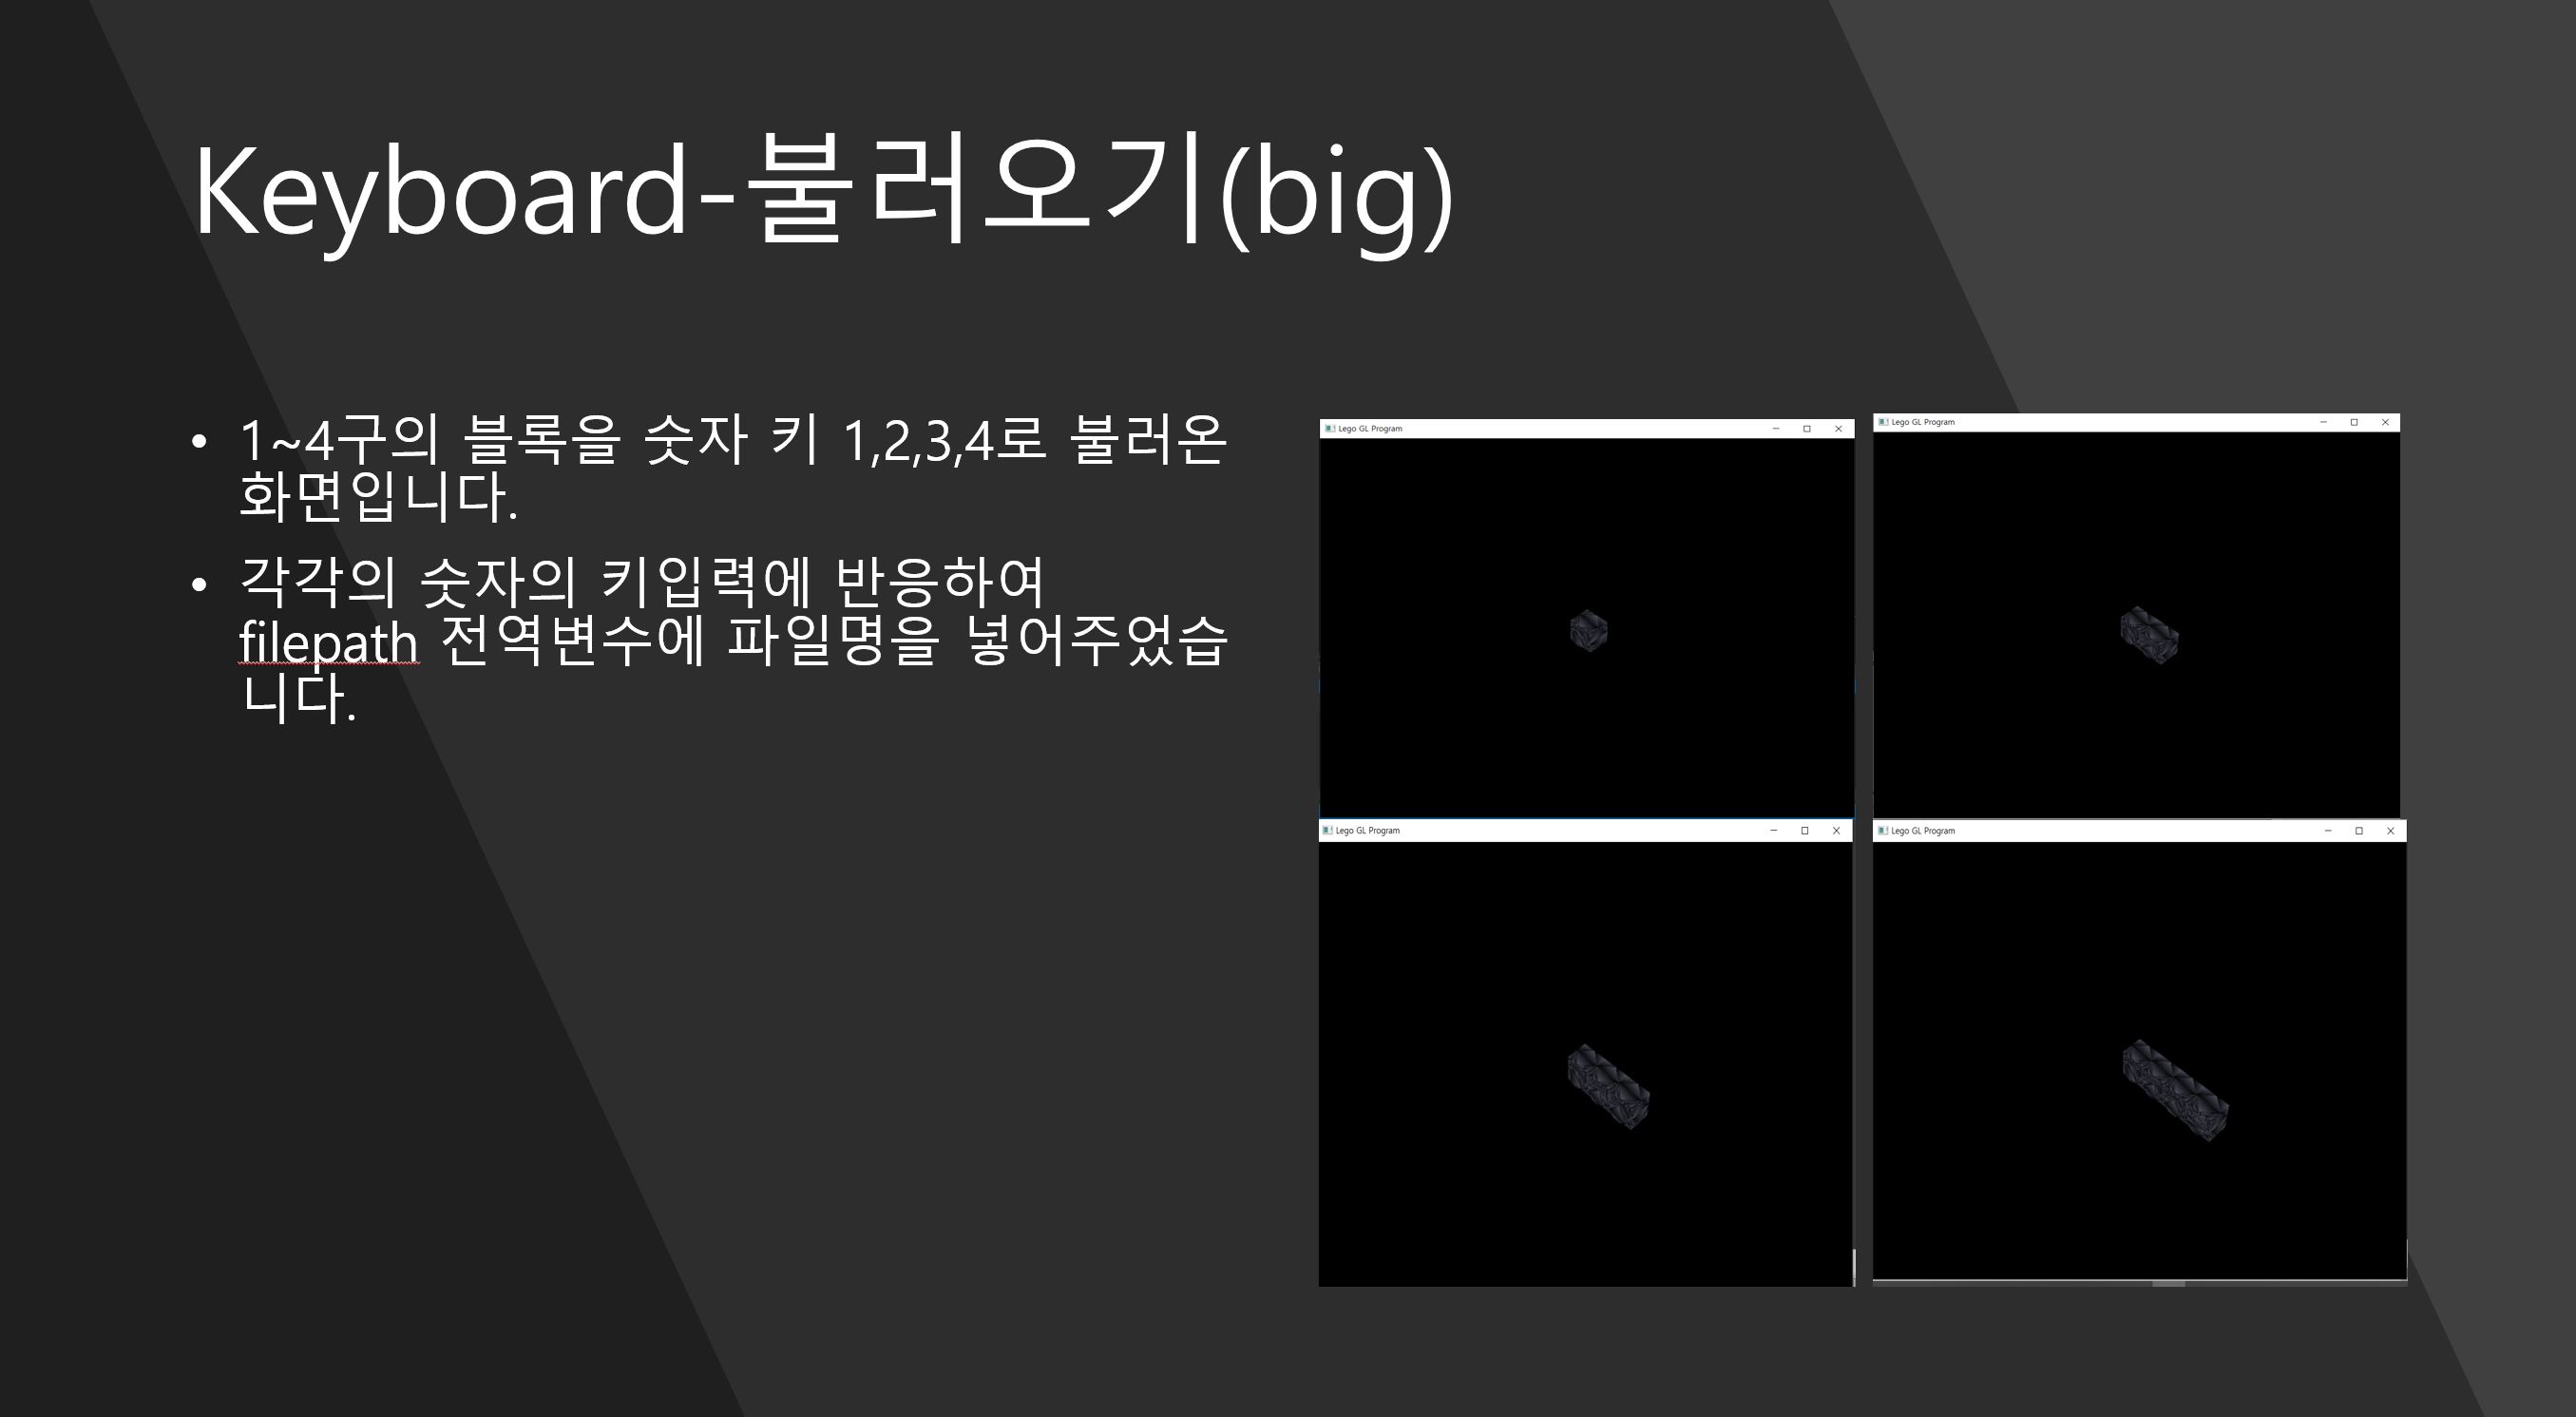 Keyboard-불러오기(big)
• 1~4구의 블록을 숫자 키 1,2,3,4로 불러온
화면입니다.
• 각각의 숫자의 키입력에 반응하여
filepath 전역변수에 파일명을 넣어주었습
니다.
Lego GL Program
Lego GL Program
Lego GL Program
Lego GL Program